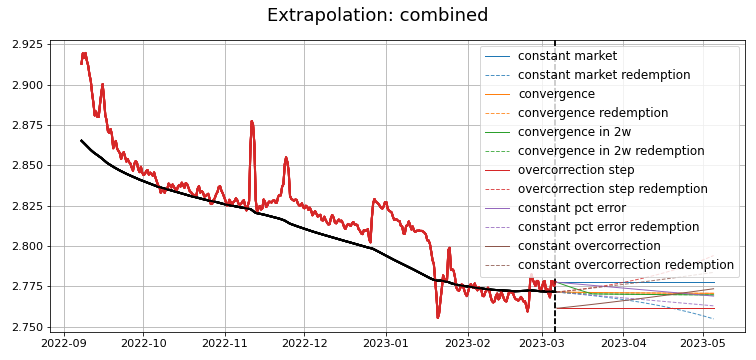 Extrapolation: combined
2.925
2.900
2.875
2.850
2.825
2.800
2.775
2.750
constant market
constant market redemption
convergence
convergence redemption
convergence in 2w
convergence in 2w redemption
overcorrection step
overcorrection step redemption
constant pct error
constant pct error redemption
constant overcorrection
constant overcorrection redemption
2022-09 2022-10 2022-11 2022-12 2023-01 2023-02 2023-03 2023-04 2023-05